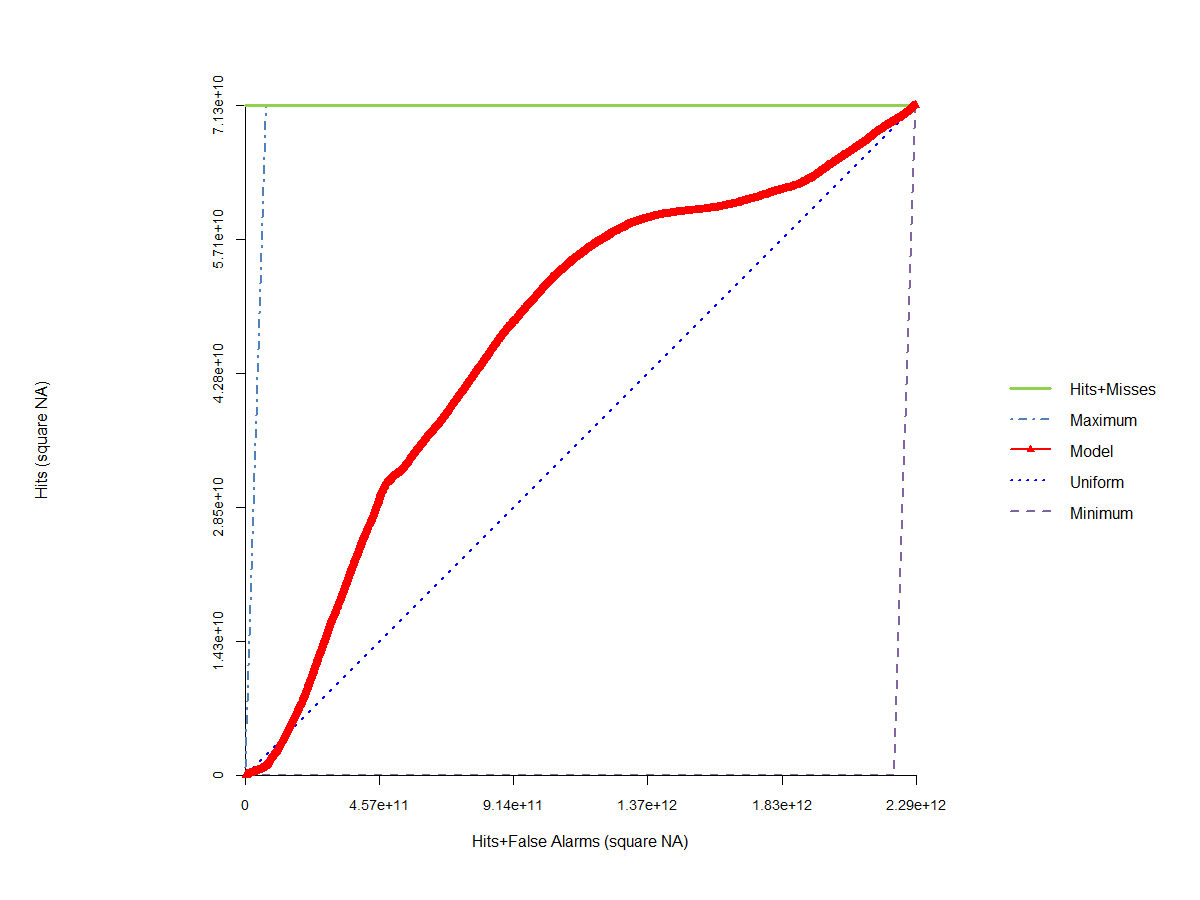 Hits (square NA)
7.13e+10
5.71e+10
4.28e+10
2.85e+10
1.43e+10
0
0
4.57e+11
9.14e+11
1.37e+12
1.83e+12
2.29e+12
Hits+False Alarms (square NA)
Hits+Misses
Maximum
Model
Uniform
Minimum